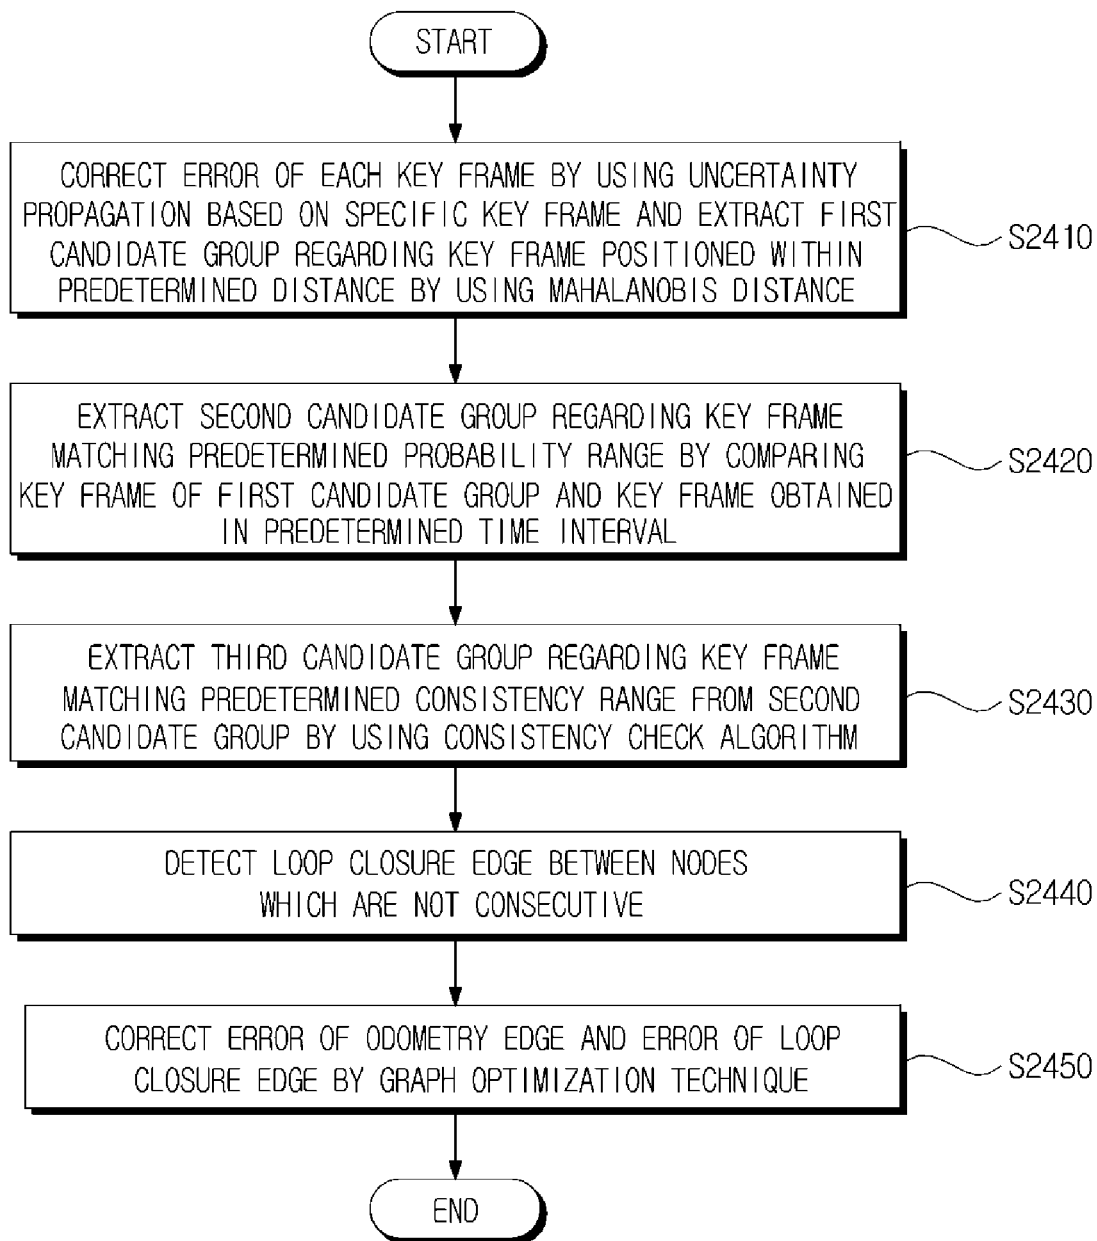 START
CORRECT ERROR OF EACH KEY FRAME BY USING UNCERTAINTY
PROPAGATION BASED ON SPECIFIC KEY FRAME AND EXTRACT FIRST
CANDIDATE GROUP REGARDING KEY FRAME POSITIONED WITHIN
PREDETERMINED DISTANCE BY USING MAHALANOBIS DISTANCE
S2410
EXTRACT SECOND CANDIDATE GROUP REGARDING KEY FRAME
MATCHING PREDETERMINED PROBABILITY RANGE BY COMPARING
KEY FRAME OF FIRST CANDIDATE GROUP AND KEY FRAME OBTAINED
IN PREDETERMINED TIME INTERVAL
S2420
EXTRACT THIRD CANDIDATE GROUP REGARDING KEY FRAME
MATCHING PREDETERMINED CONSISTENCY RANGE FROM SECOND
CANDIDATE GROUP BY USING CONSISTENCY CHECK ALGORITHM
S2430
DETECT LOOP CLOSURE EDGE BETWEEN NODES
WHICH ARE NOT CONSECUTIVE
S2440
CORRECT ERROR OF ODOMETRY EDGE AND ERROR OF LOOP
CLOSURE EDGE BY GRAPH OPTIMIZATION TECHNIQUE
S2450
END